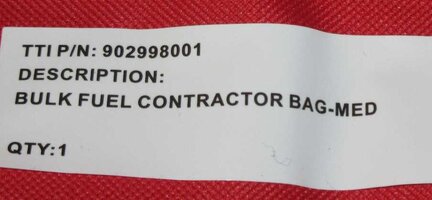 TTI P/N: 902998001
DESCRIPTION:
BULK FUEL CONTRACTOR BAG-MED
QTY:1